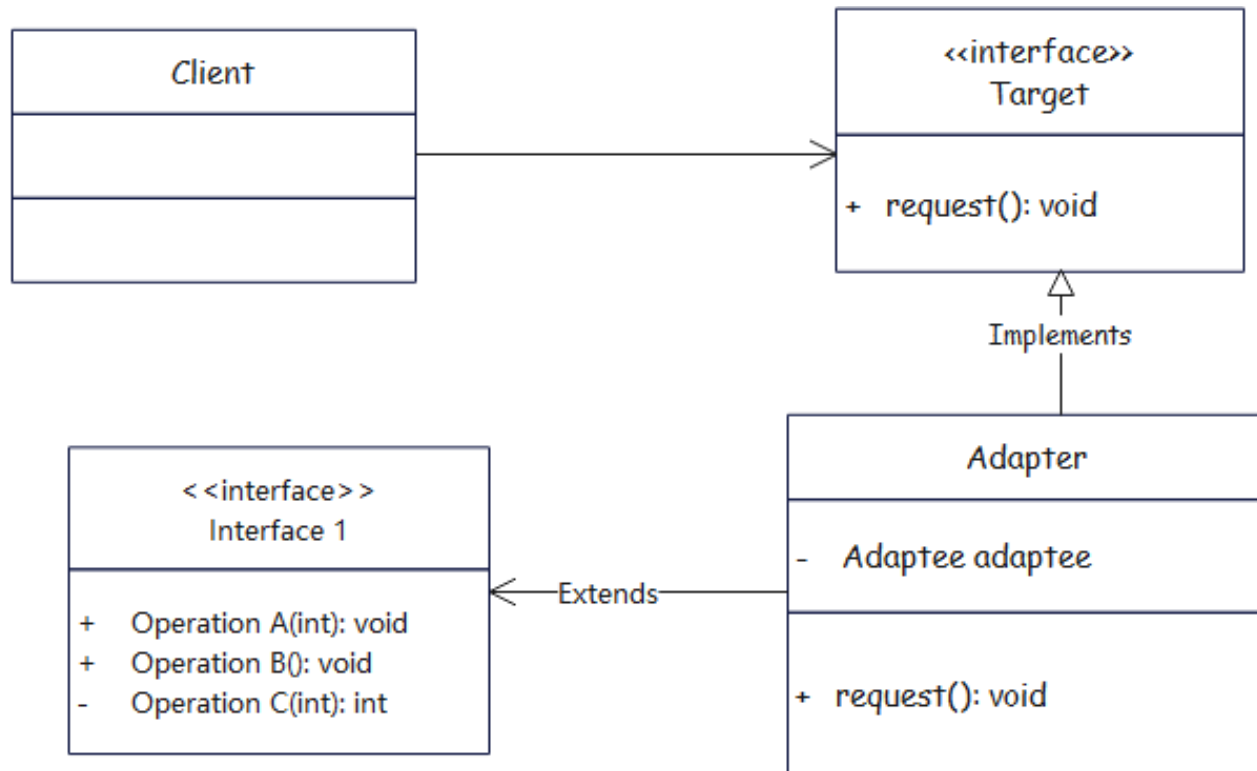 Client
<<interface>>
Target
+ request(): void
Implements
Adapter
- Adaptee adaptee
+ request(): void
Extends
<<interface>>
Interface 1
+ Operation A(int): void
+ Operation B(): void
- Operation C(int): int